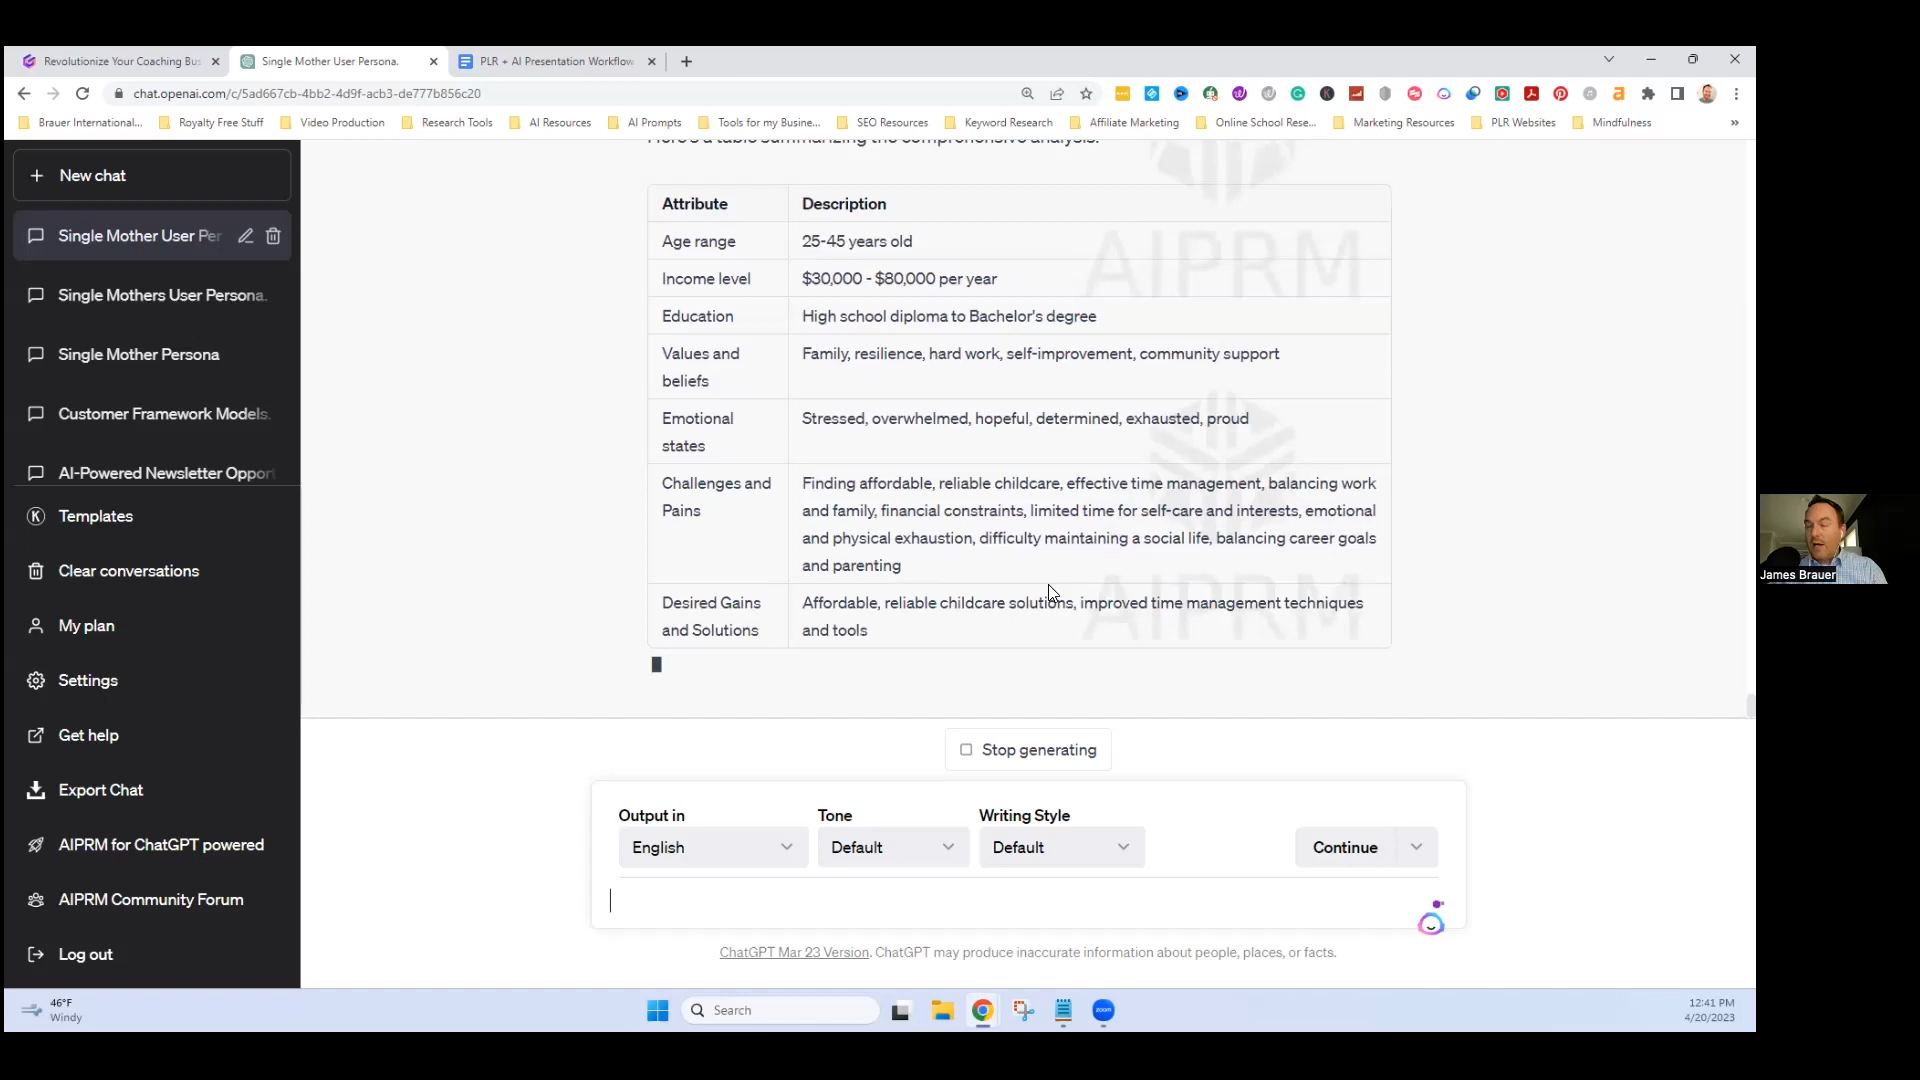 Revolutionize Your Coaching Bus
Single Mother User Persona.
PLR + AI Presentation Workflow
chat.openai.com/c/5ad667cb-4bb2-4d9f-acb3-de777b856c20
Brauer International...
Royalty Free Stuff
Video Production
Research Tools
AI Resources
AI Prompts
Tools for my Busine...
SEO Resources
Keyword Research
Affiliate Marketing
Online School Rese...
Marketing Resources
PLR Websites
Mindfulness
New chat
Single Mother User Per
Single Mothers User Persona.
Single Mother Persona
Customer Framework Models.
AI-Powered Newsletter Oppor
Templates
Clear conversations
My plan
Settings
Get help
Export Chat
AIPRM for ChatGPT powered
AIPRM Community Forum
Log out
Here's a table summarizing the comprehensive analysis:
Attribute Description
Age range 25-45 years old
Income level $30,000 - $80,000 per year
Education High school diploma to Bachelor's degree
Values and
beliefs
Family, resilience, hard work, self-improvement, community support
Emotional
states
Stressed, overwhelmed, hopeful, determined, exhausted, proud
Challenges and
Pains
Finding affordable, reliable childcare, effective time management, balancing work
and family, financial constraints, limited time for self-care and interests, emotional
and physical exhaustion, difficulty maintaining a social life, balancing career goals
and parenting
Desired Gains
and Solutions
Affordable, reliable childcare solutions, improved time management techniques
and tools
AIPRM
AIPRM
Stop generating
Output in Tone Writing Style
English Default Default Continue
ChatGPT Mar 23 Version. ChatGPT may produce inaccurate information about people, places, or facts.
James Brauer
46°F
Windy
Search
zoom
12:41 PM
4/20/2023